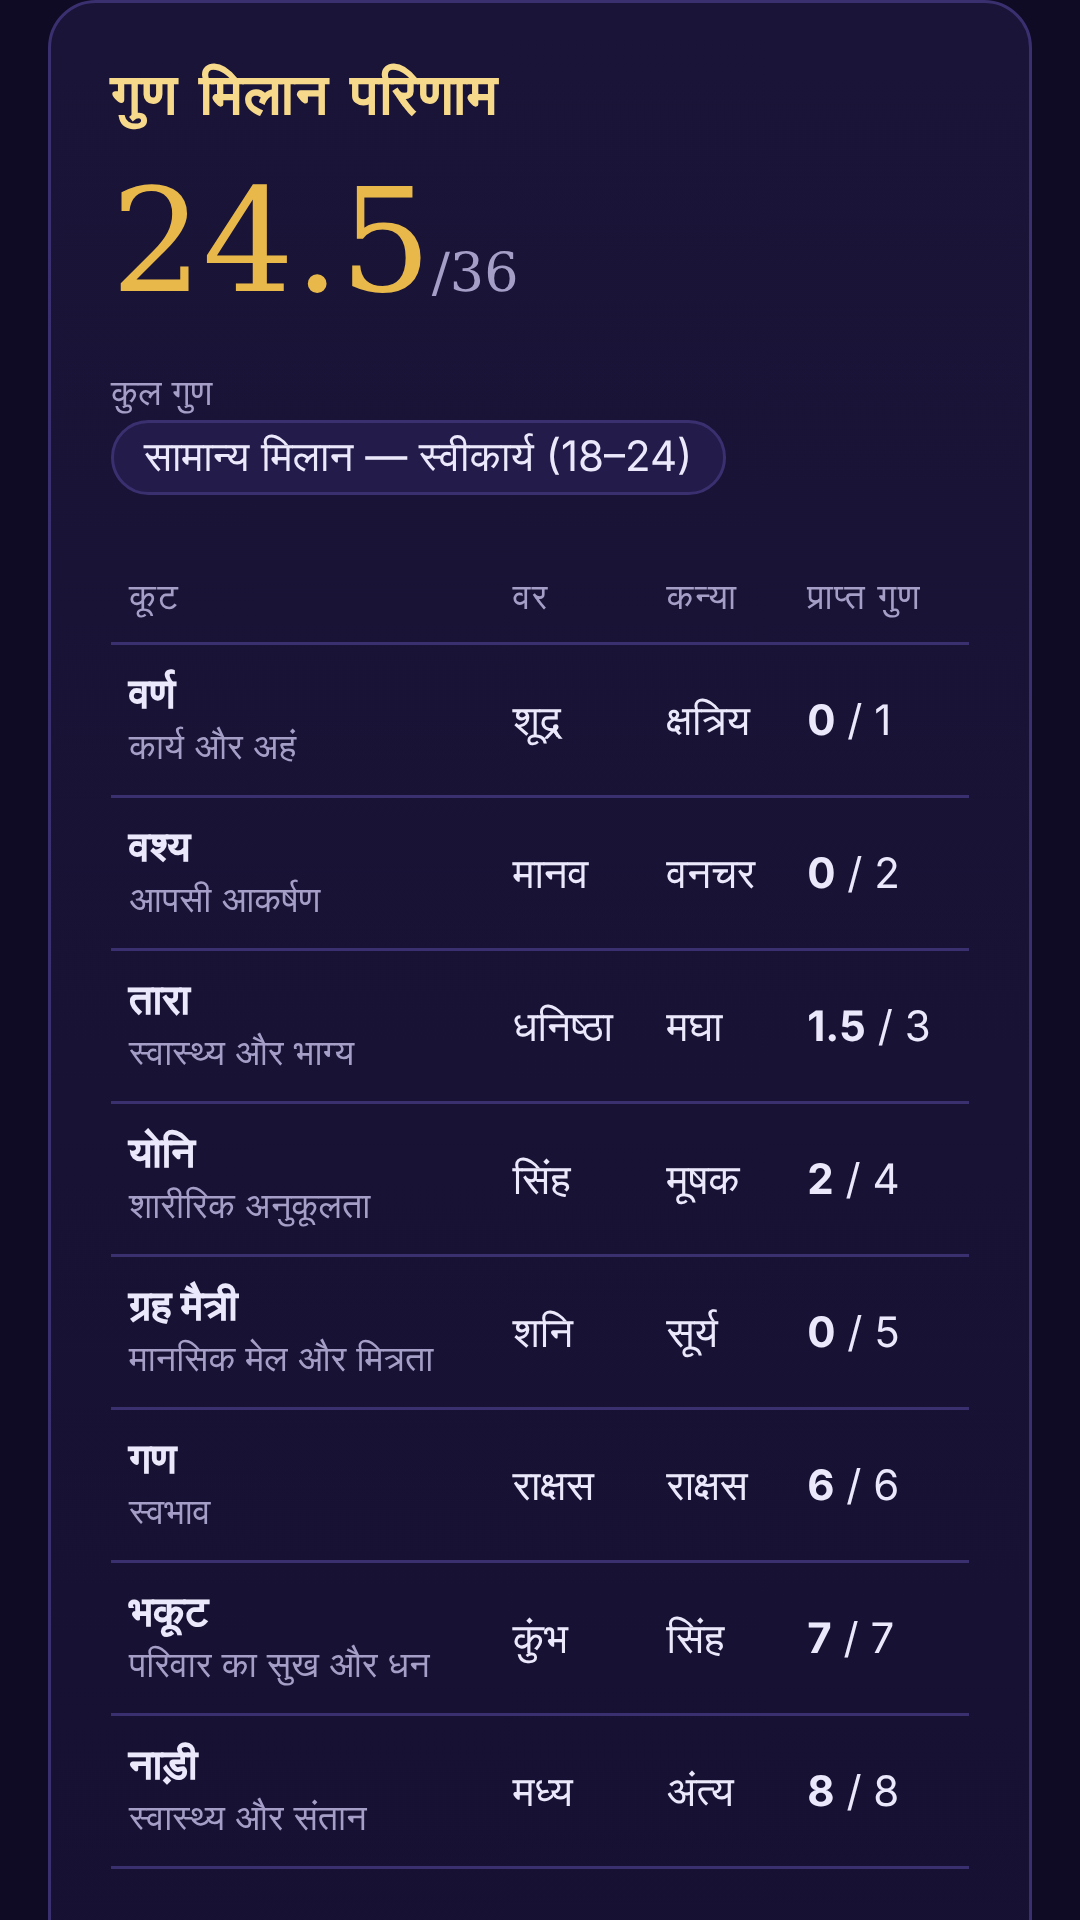 गुण मिलान परिणाम
24.5/36
कुल गुण
सामान्य मिलान — स्वीकार्य (18–24)
कूट वर कन्या प्राप्त गुण
वर्ण
कार्य और अहं
शूद्र क्षत्रिय 0 / 1
वश्य
आपसी आकर्षण
मानव वनचर 0 / 2
तारा
स्वास्थ्य और भाग्य
धनिष्ठा मघा 1.5 / 3
योनि
शारीरिक अनुकूलता
सिंह मूषक 2 / 4
ग्रह मैत्री
मानसिक मेल और मित्रता
शनि सूर्य 0 / 5
गण
स्वभाव
राक्षस राक्षस 6 / 6
भकूट
परिवार का सुख और धन
कुंभ सिंह 7 / 7
नाड़ी
स्वास्थ्य और संतान
मध्य अंत्य 8 / 8